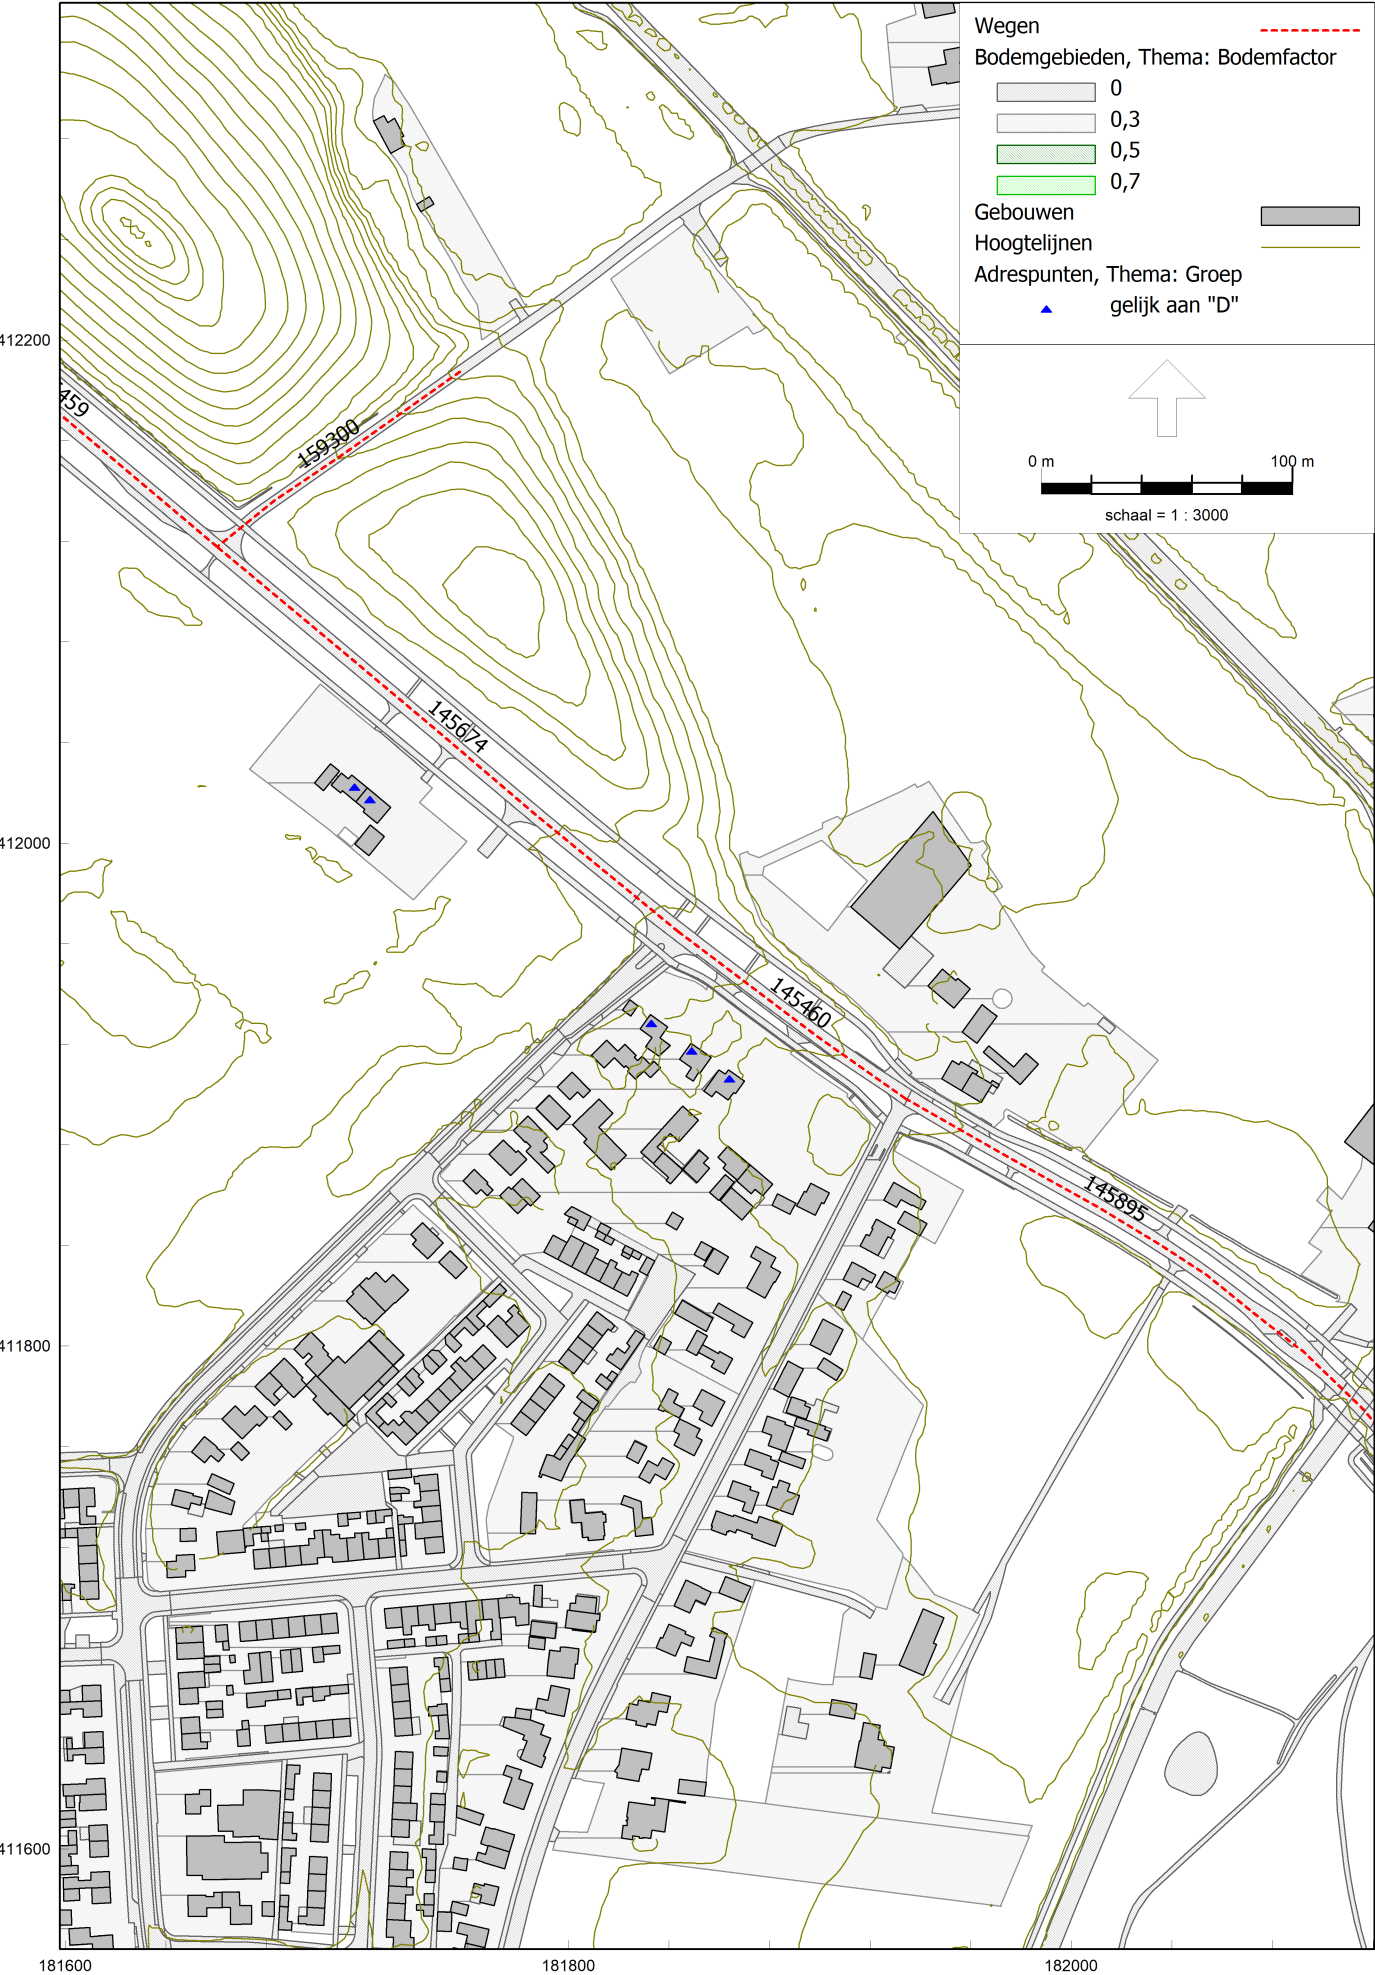 Wegen
Bodemgebieden, Thema: Bodemfactor
0
0,3
0,5
0,7
Gebouwen
Hoogtelijnen
Adrespunten, Thema: Groep
gelijk aan "D"
0 m 100 m
schaal = 1 : 3000
412200
459
159300
145674
412000
145460
145895
411800
411600
181600 181800 182000